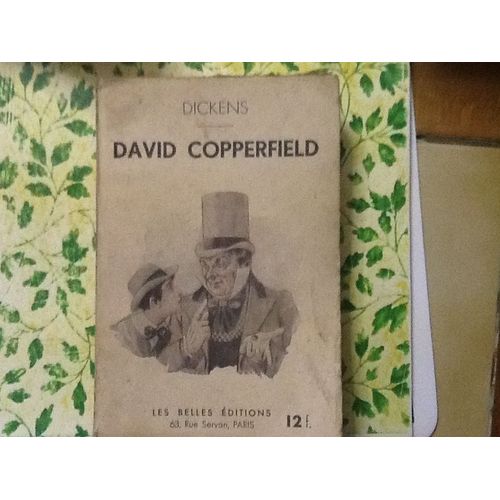 DICKENS
DAVID COPPERFIELD
LES BELLES ÉDITIONS
63, Rue Servan, PARIS
12 F.